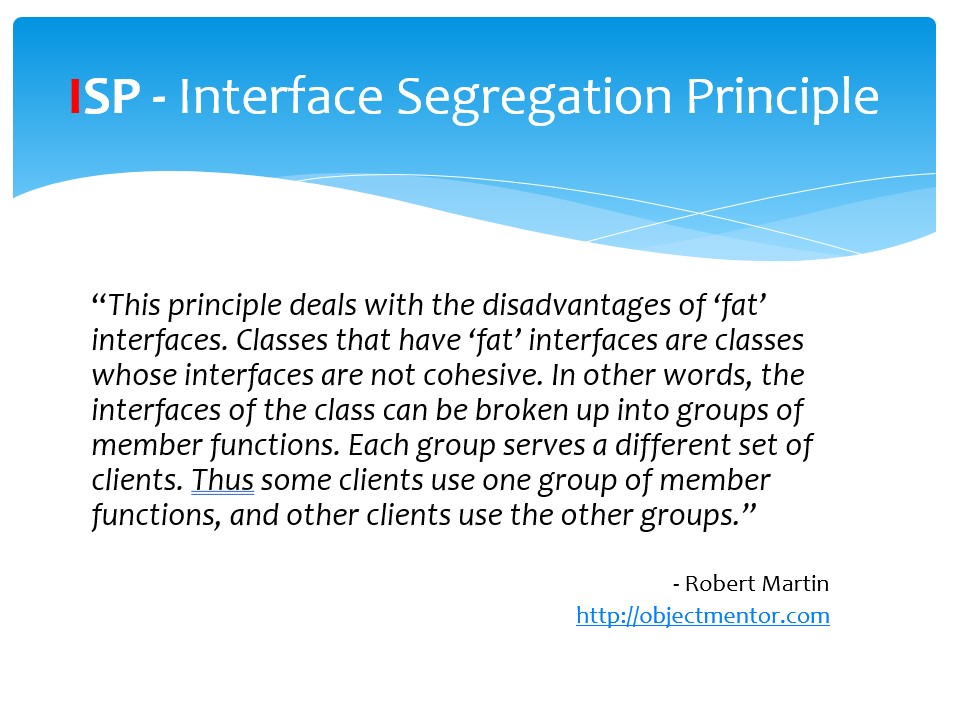 ISP - Interface Segregation Principle
“This principle deals with the disadvantages of ‘fat’
interfaces. Classes that have ‘fat’ interfaces are classes
whose interfaces are not cohesive. In other words, the
interfaces of the class can be broken up into groups of
member functions. Each group serves a different set of
clients. Thus some clients use one group of member
functions, and other clients use the other groups.”
- Robert Martin
http://objectmentor.com